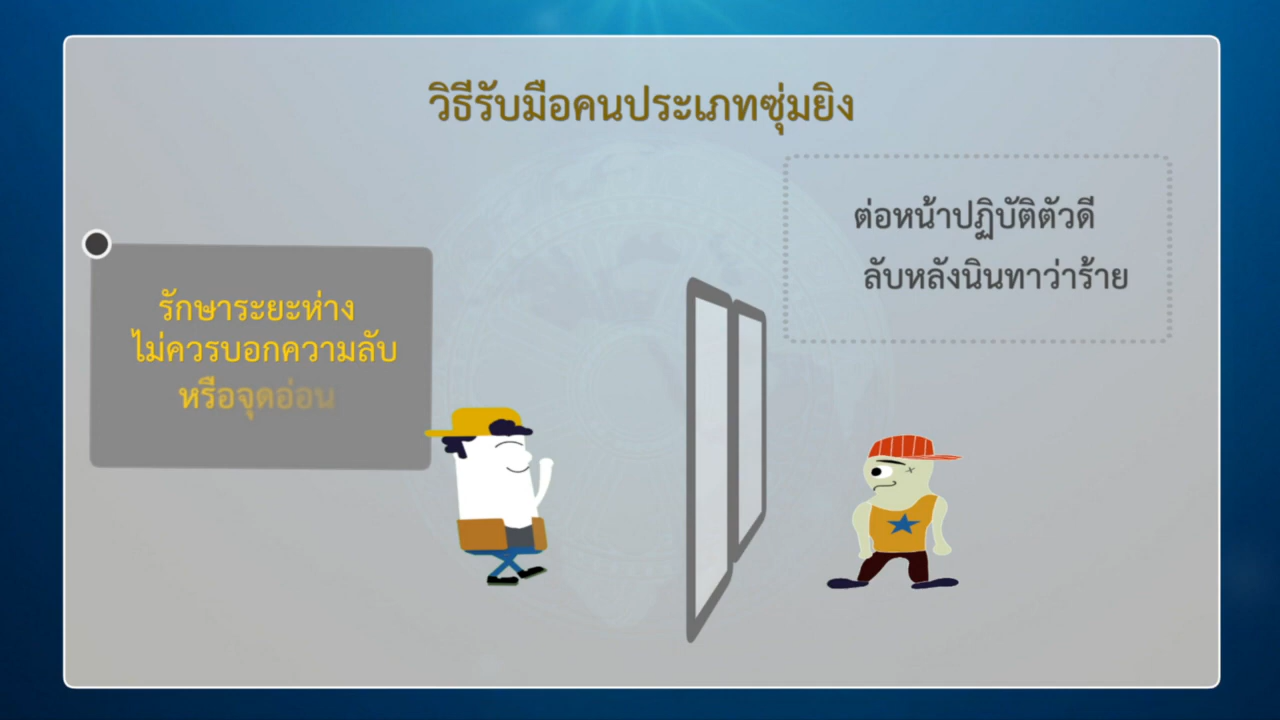 วิธีรับมือคนประเภทซุ่มยิง
ต่อหน้าปฏิบัติตัวดี
ลับหลังนินทาว่าร้าย
รักษาระยะห่าง
ไม่ควรบอกความลับ
หรือจุดอ่อน